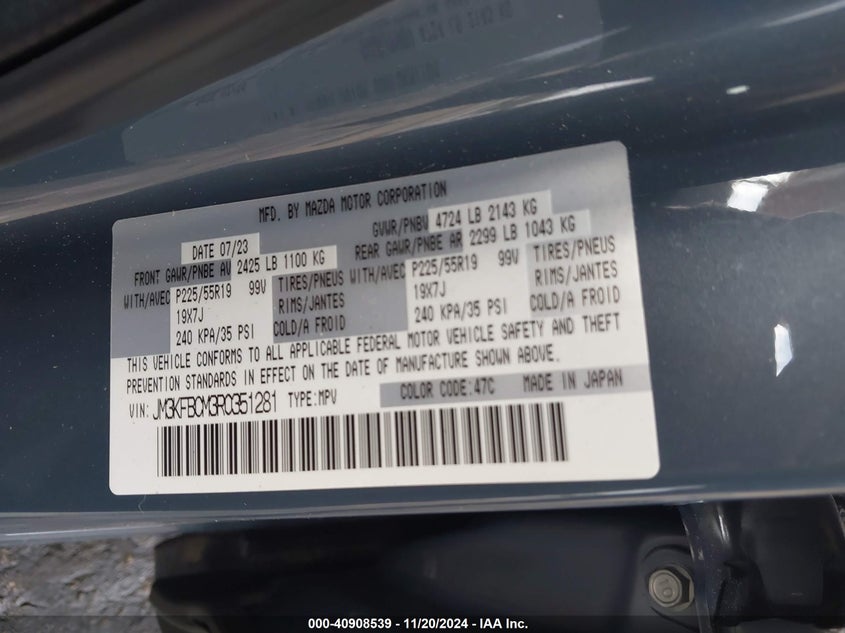 MFD. BY MAZDA MOTOR CORPORATION
DATE 07/23 GVWR/PNBV 4724 LB 2143 KG
FRONT GAWR/PNBE AV 2425 LB 1100 KG REAR GAWR/PNBE AR 2299 LB 1043 KG
WITH/AVEC P225/55R19 99V TIRES/PNEUS WITH/AVEC P225/55R19 99V TIRES/PNEUS
19X7J RIMS/JANTES 19X7J RIMS/JANTES
240 KPA/35 PSI COLD/A FROID 240 KPA/35 PSI COLD/A FROID
THIS VEHICLE CONFORMS TO ALL APPLICABLE FEDERAL MOTOR VEHICLE SAFETY AND THEFT
PREVENTION STANDARDS IN EFFECT ON THE DATE OF MANUFACTURE SHOWN ABOVE.
VIN: JM3KFBCM3R0351281 TYPE:MPV COLOR CODE:47C MADE IN JAPAN
000-40908539 - 11/20/2024 - IAA Inc.